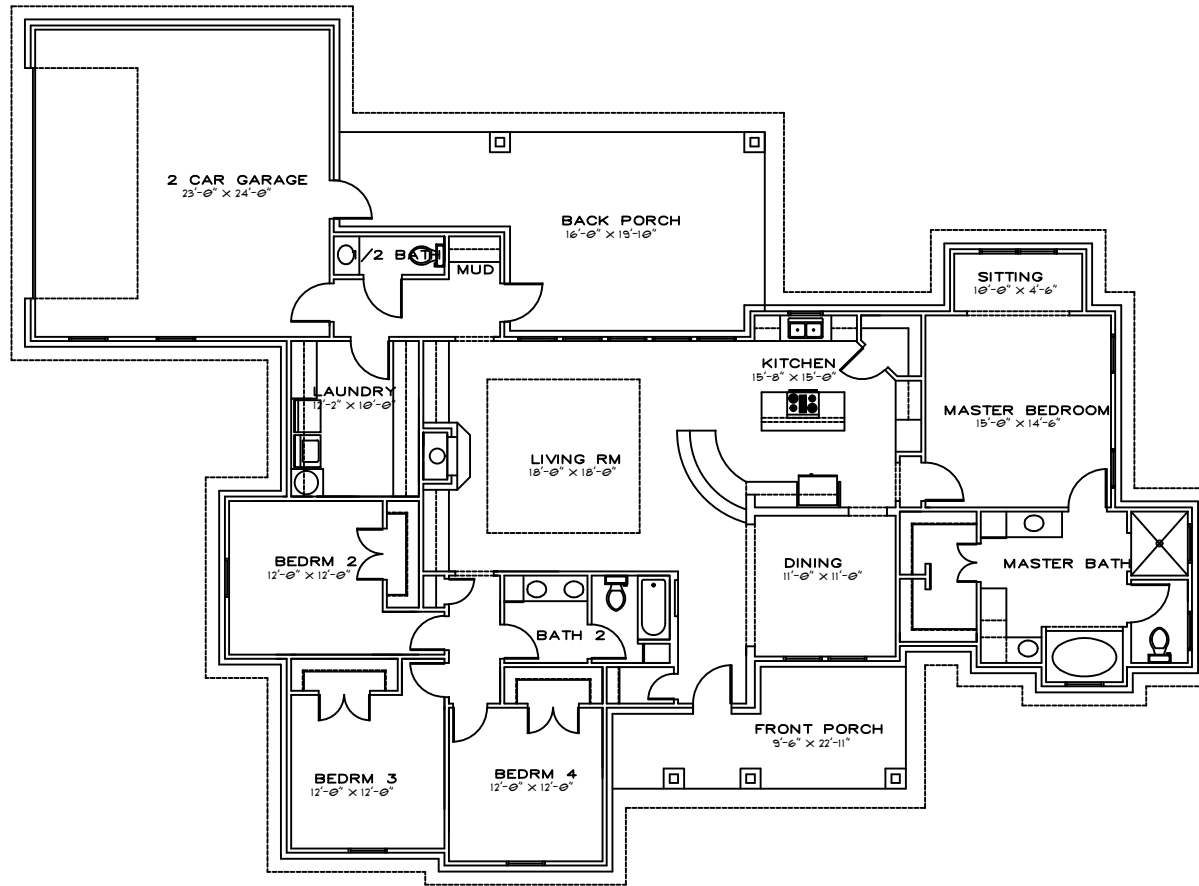 2 CAR GARAGE
23'-0" X 24'-0"
BACK PORCH
16'-0" X 19'-10"
1/2 BATH
MUD
SITTING
10'-0" X 4'-6"
KITCHEN
15'-8" X 15'-0"
LAUNDRY
12'-2" X 10'-0"
MASTER BEDROOM
15'-0" X 14'-6"
LIVING RM
18'-0" X 18'-0"
BEDRM 2
12'-0" X 12'-0"
DINING
11'-0" X 11'-0"
MASTER BATH
BATH 2
FRONT PORCH
9'-6" X 22'-11"
BEDRM 3
12'-0" X 12'-0"
BEDRM 4
12'-0" X 12'-0"